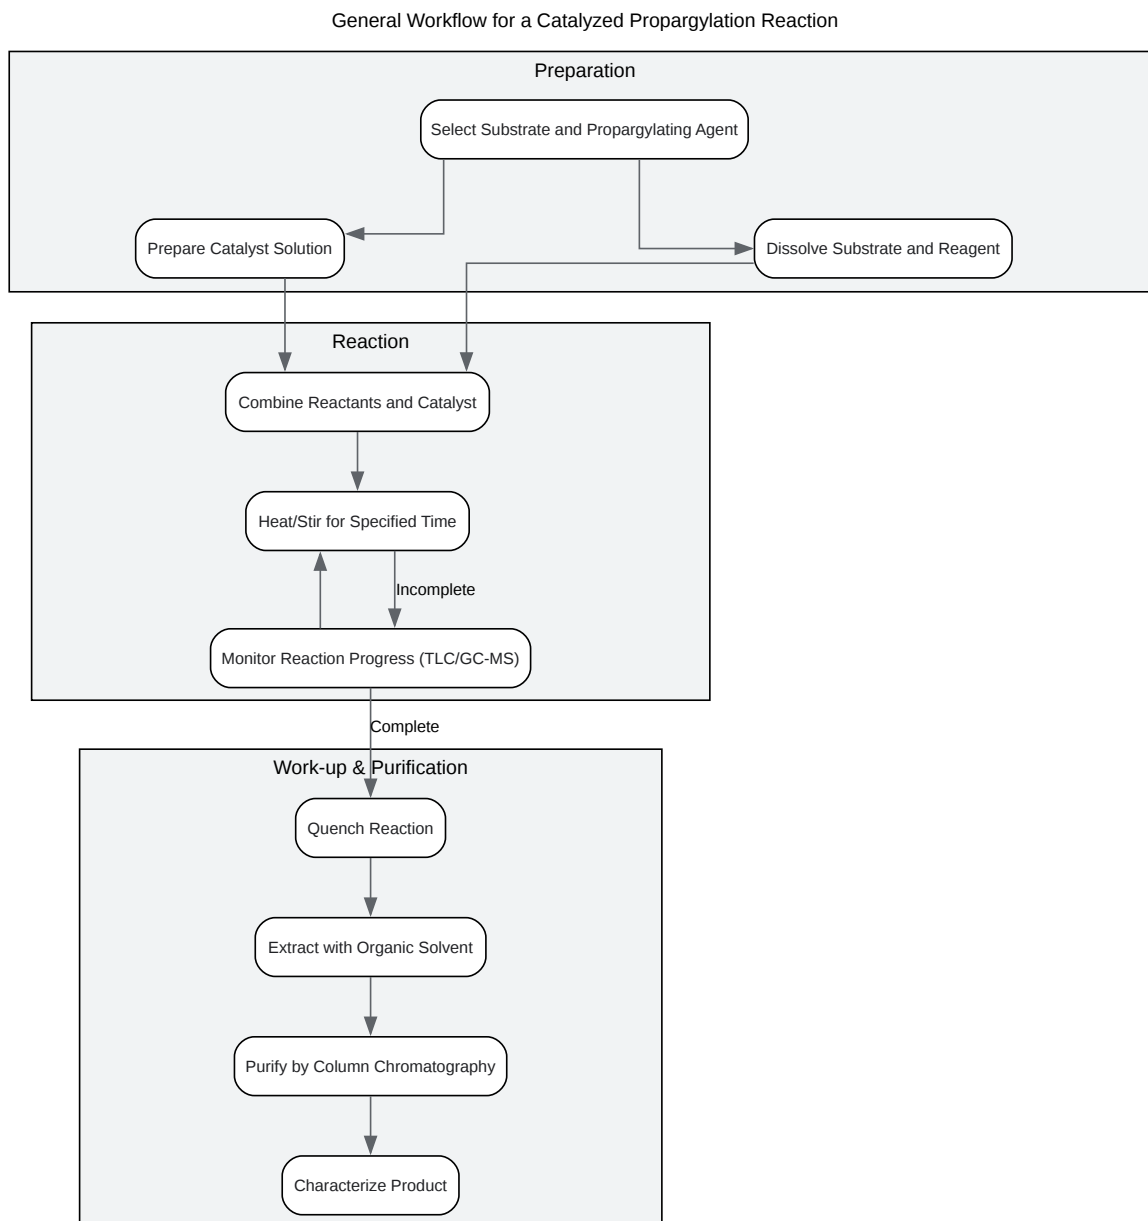 General Workflow for a Catalyzed Propargylation Reaction
Preparation
Select Substrate and Propargylating Agent
Prepare Catalyst Solution
Dissolve Substrate and Reagent
Reaction
Combine Reactants and Catalyst
Heat/Stir for Specified Time
Incomplete
Monitor Reaction Progress (TLC/GC-MS)
Complete
Work-up & Purification
Quench Reaction
Extract with Organic Solvent
Purify by Column Chromatography
Characterize Product